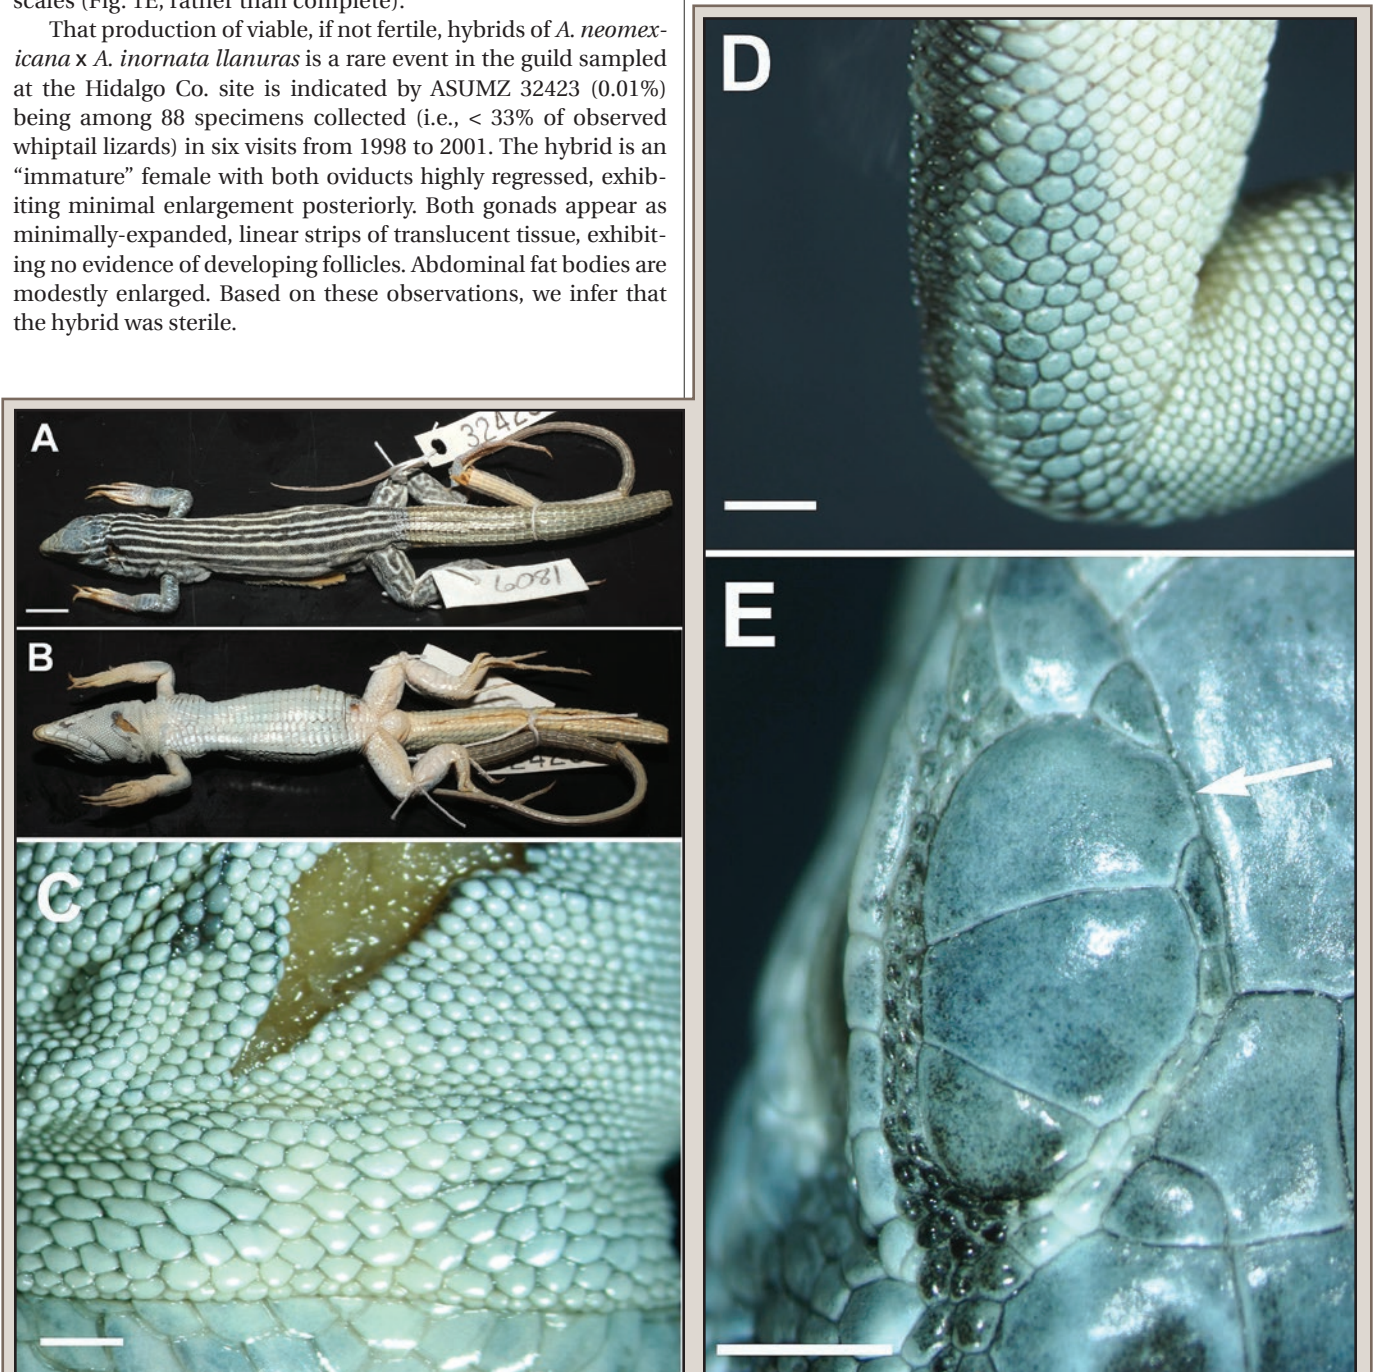 scales (Fig. 1E, rather than complete).
That production of viable, if not fertile, hybrids of A. neomex-
icana x A. inornata llanuras is a rare event in the guild sampled
at the Hidalgo Co. site is indicated by ASUMZ 32423 (0.01%)
being among 88 specimens collected (i.e., < 33% of observed
whiptail lizards) in six visits from 1998 to 2001. The hybrid is an
“immature” female with both oviducts highly regressed, exhib-
iting minimal enlargement posteriorly. Both gonads appear as
minimally-expanded, linear strips of translucent tissue, exhibit-
ing no evidence of developing follicles. Abdominal fat bodies are
modestly enlarged. Based on these observations, we infer that
the hybrid was sterile.
A
6081
B
C
D
E